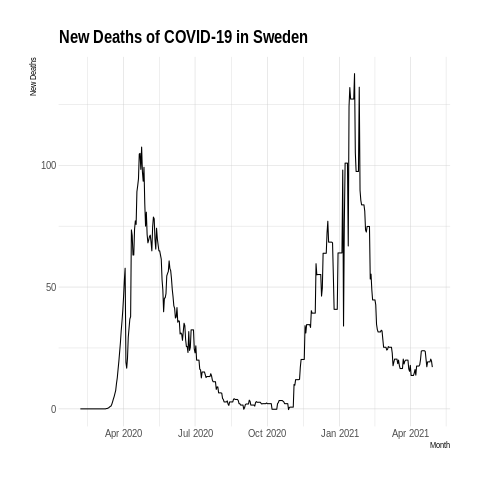 New Deaths of COVID-19 in Sweden
New Deaths
100
50
0
Apr 2020 Jul 2020 Oct 2020 Jan 2021 Apr 2021
Month